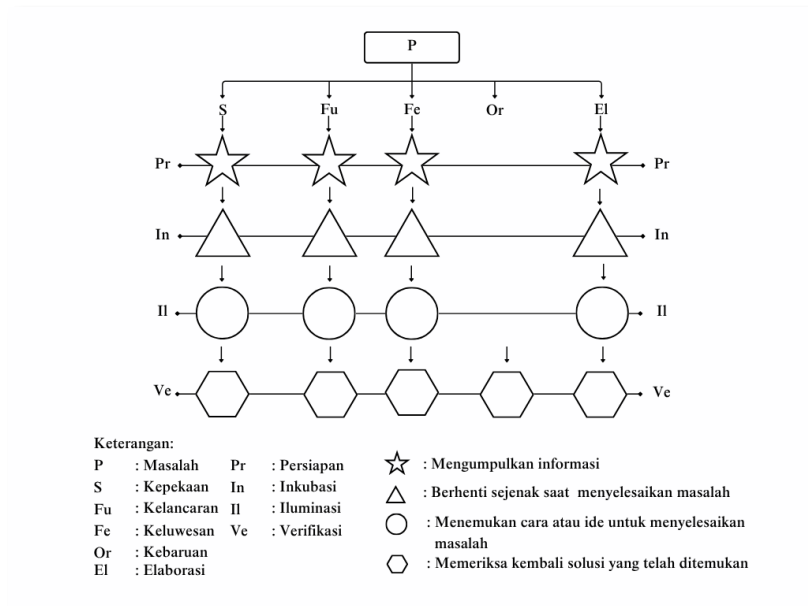 P
S Fu Fe Or El
Pr Pr
In In
Il Il
Ve Ve
Keterangan:
P : Masalah Pr : Persiapan
S : Kepekaan In : Inkubasi
Fu : Kelancaran Il : Iluminasi
Fe : Keluwesan Ve : Verifikasi
Or : Kebaruan
El : Elaborasi
: Mengumpulkan informasi
: Berhenti sejenak saat menyelesaikan masalah
: Menemukan cara atau ide untuk menyelesaikan
masalah
: Memeriksa kembali solusi yang telah ditemukan